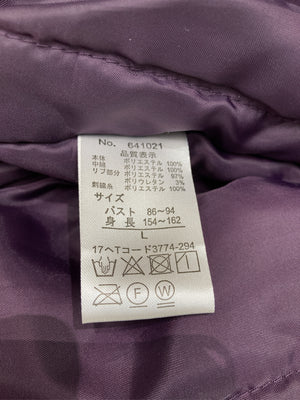 No. 641021
品質表示
本体 ポリエステル 100%
中綿 ポリエステル 100%
リブ部分 ポリエステル 97%
ポリウレタン 3%
刺繍糸 ポリエステル 100%
サイズ
バスト 86～94
身長 154～162
L
17ヘTコード3774-294
F W